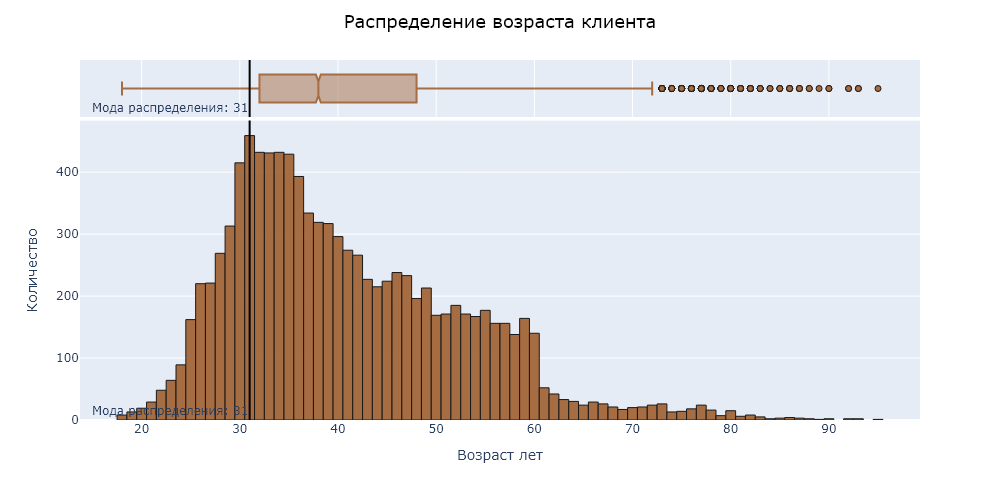 Распределение возраста клиента
Мода распределения: 31
400
300
200
100
0
Количество
Мода распределения: 31
20 30 40 50 60 70 80 90
Возраст лет